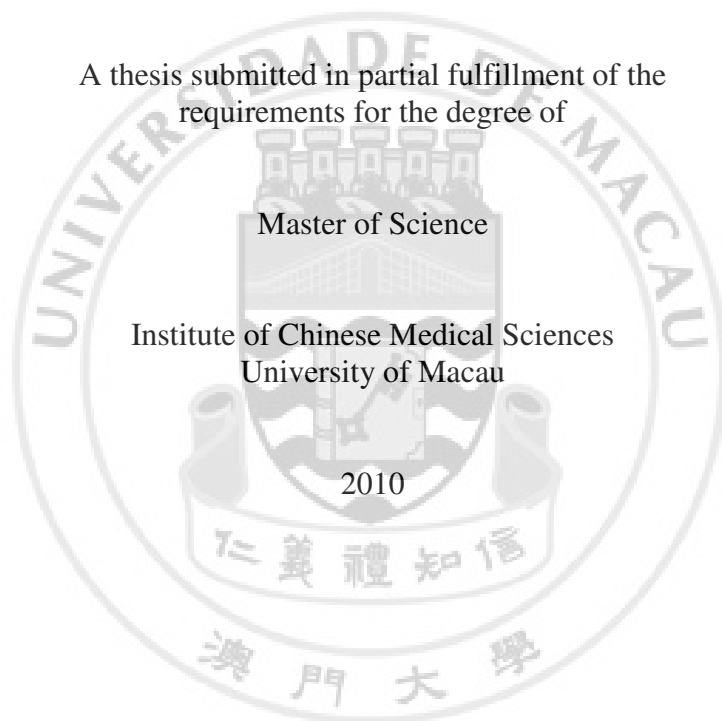 A thesis submitted in partial fulfillment of the
requirements for the degree of
Master of Science
Institute of Chinese Medical Sciences
University of Macau
2010
UNIVERSIDADE DE MACAU
仁義禮知信
澳門大學